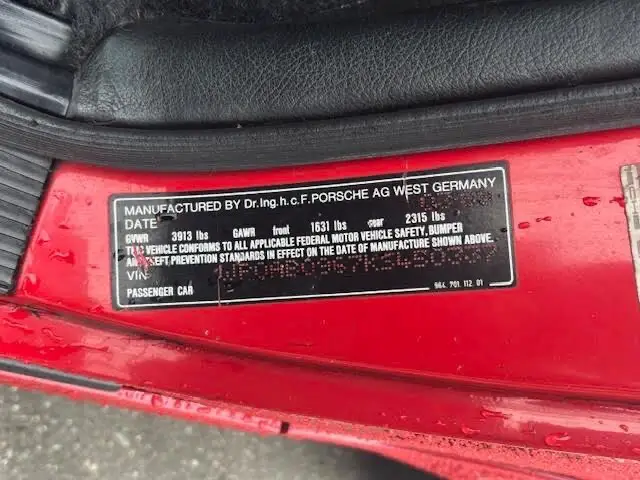 MANUFACTURED BY Dr.Ing.h.c.F.PORSCHE AG WEST GERMANY
DATE
GVWR 3913 lbs GAWR front 1631 lbs rear 2315 lbs
THIS VEHICLE CONFORMS TO ALL APPLICABLE FEDERAL MOTOR VEHICLE SAFETY, BUMPER
AND THEFT PREVENTION STANDARDS IN EFFECT ON THE DATE OF MANUFACTURE SHOWN ABOVE.
VIN
PASSENGER CAR
964. 701. 112. 01